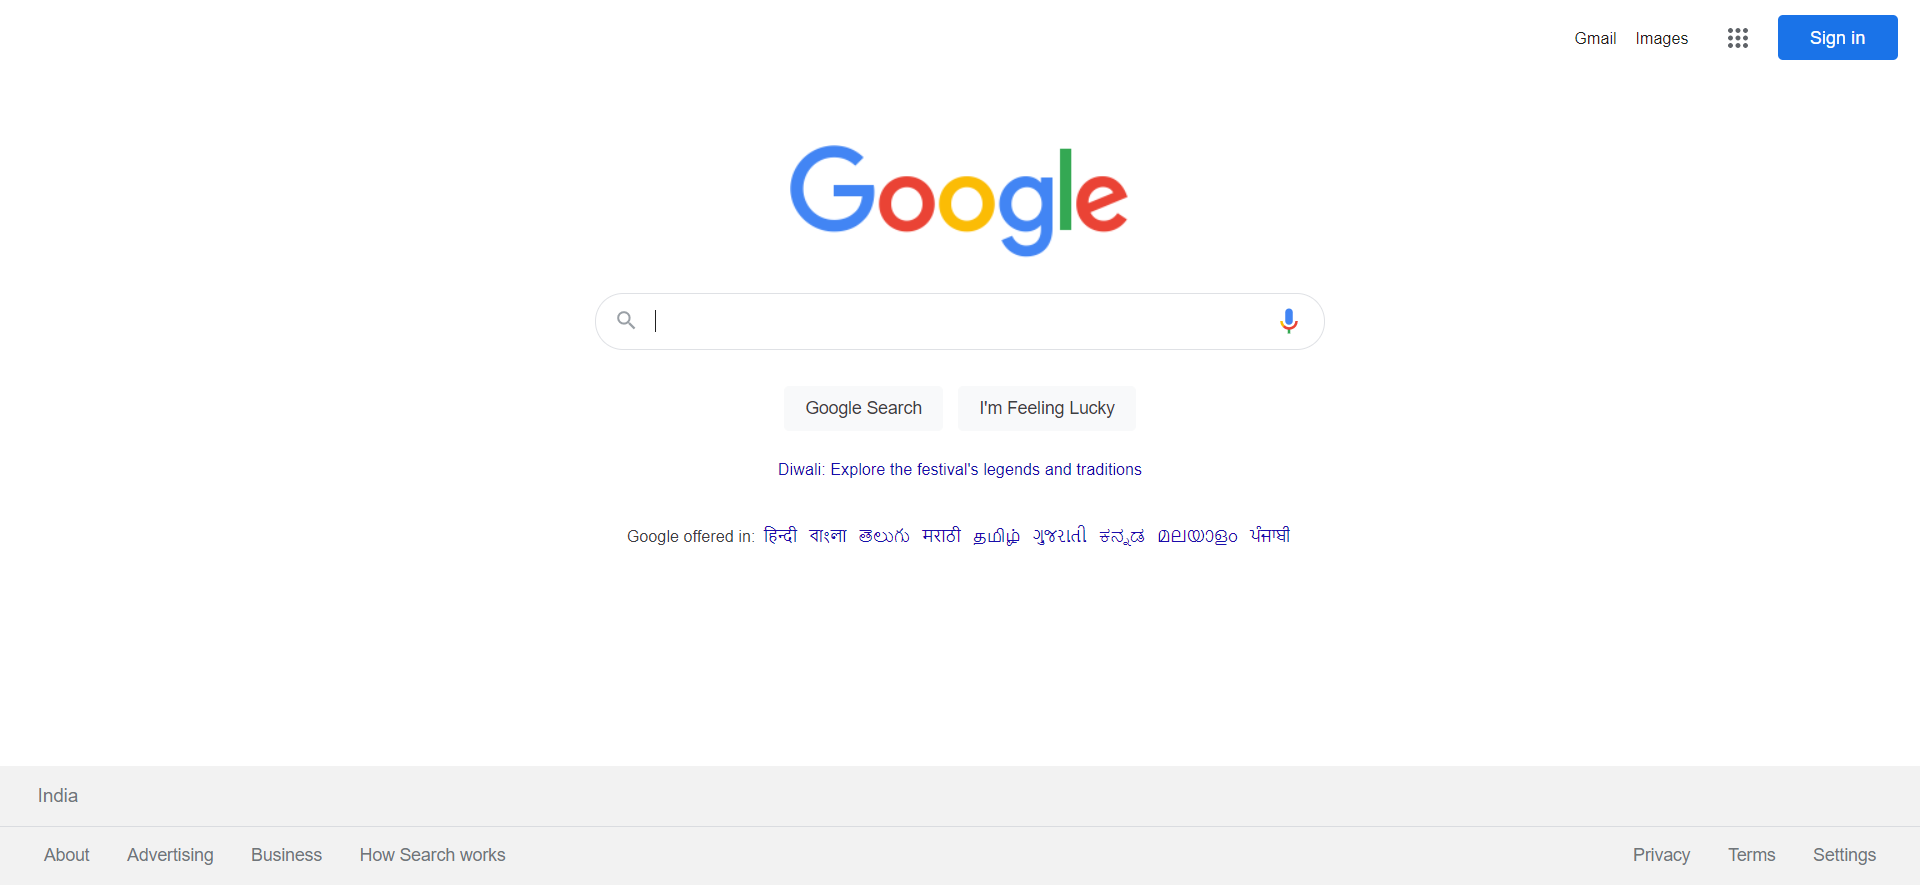 Gmail Images Sign in
Google
Google Search I'm Feeling Lucky
Diwali: Explore the festival's legends and traditions
Google offered in: हिन्दी বাংলা తెలుగు मराठी தமிழ் ગુજરાતી ಕನ್ನಡ മലയാളം ਪੰਜਾਬੀ
India
About Advertising Business How Search works Privacy Terms Settings